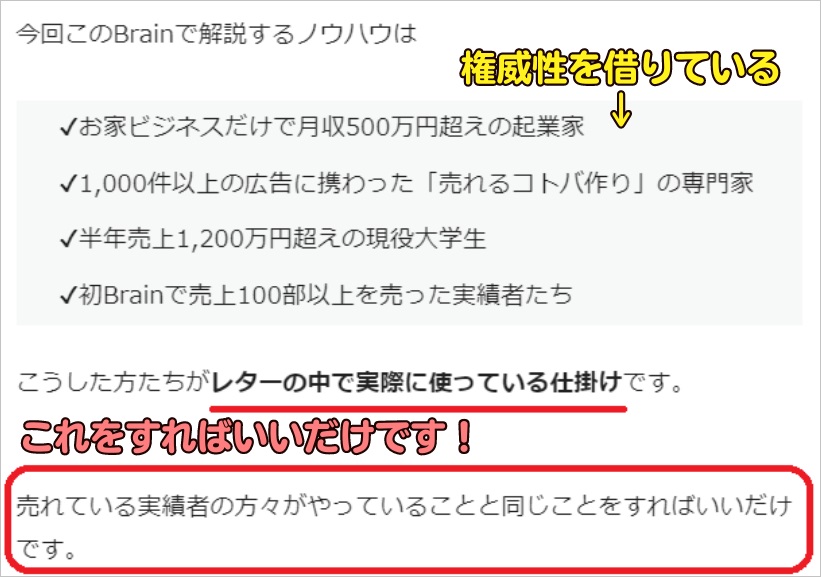 今回このBrainで解説するノウハウは
権威性を借りている
↓
✓お家ビジネスだけで月収500万円超えの起業家
✓1,000件以上の広告に携わった「売れるコトバ作り」の専門家
✓半年売上1,200万円超えの現役大学生
✓初Brainで売上100部以上を売った実績者たち
こうした方たちがレターの中で実際に使っている仕掛けです。
これをすればいいだけです！
売れている実績者の方々がやっていることと同じことをすればいいだけ
です。